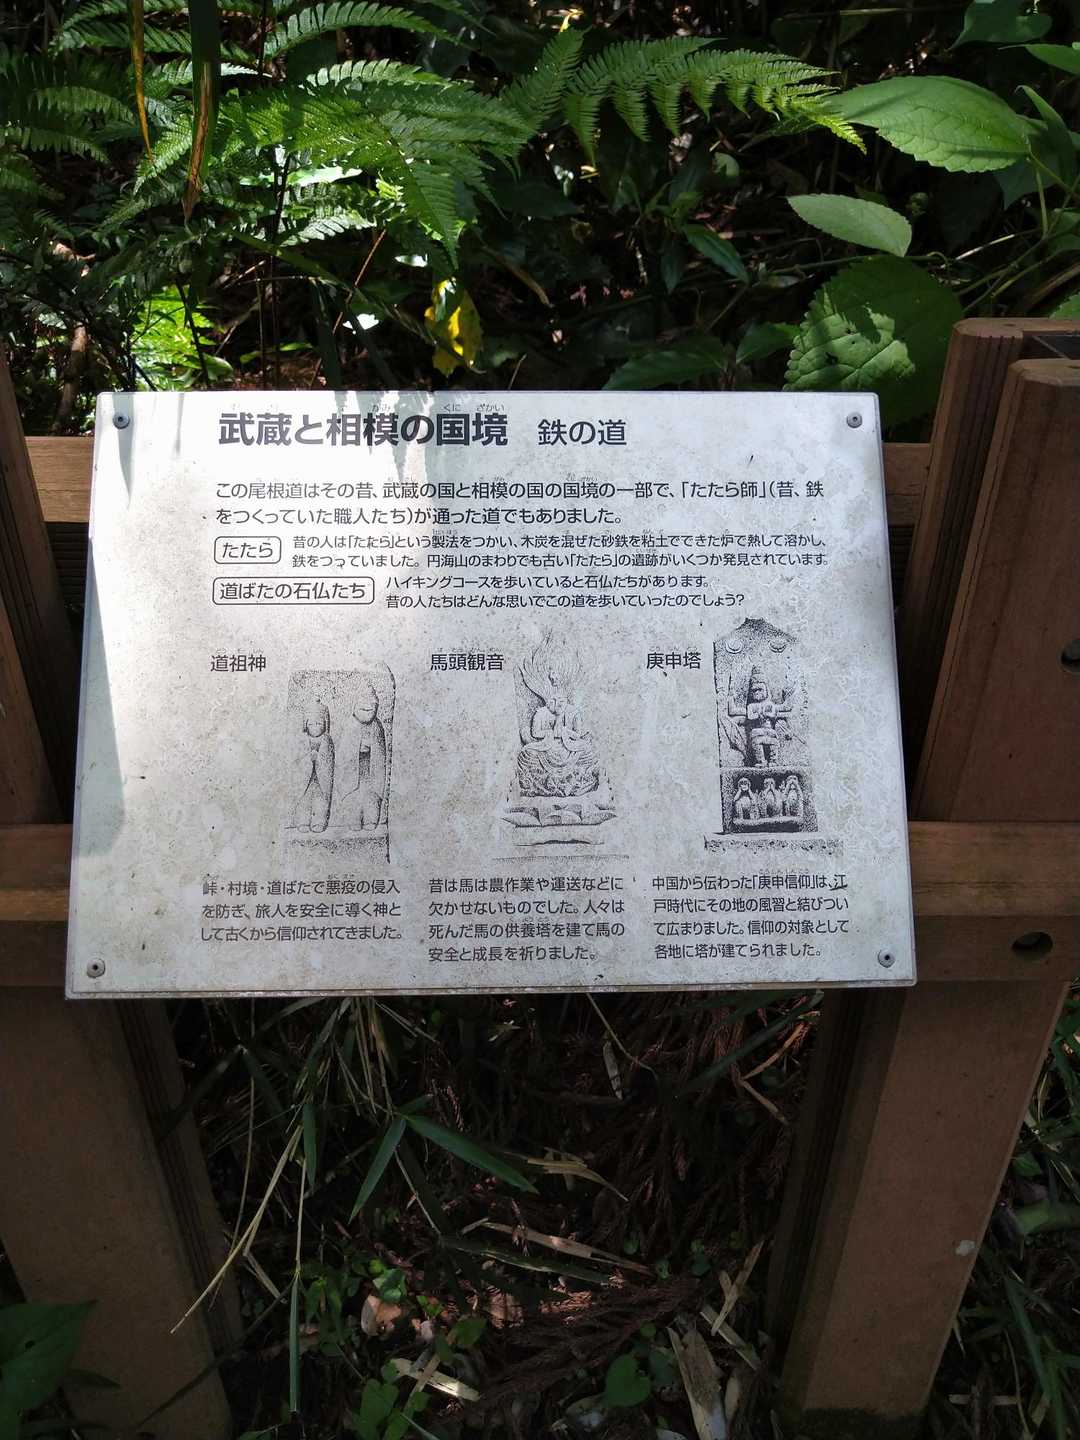 武蔵と相模の国境　鉄の道
この尾根道はその昔、武蔵の国と相模の国の国境の一部で、「たたら師」（昔、鉄
をつくっていた職人たち）が通った道でもありました。
たたら
昔の人は「たたら」という製法をつかい、木炭を混ぜた砂鉄を粘土でできた炉で熱して溶かし、
鉄をつくっていました。円海山のまわりでも古い「たたら」の遺跡がいくつか発見されています。
道ばたの石仏たち
ハイキングコースを歩いていると石仏たちがあります。
昔の人たちはどんな思いでこの道を歩いていったのでしょう？
道祖神
峠・村境・道ばたで悪疫の侵入
を防ぎ、旅人を安全に導く神と
して古くから信仰されてきました。
馬頭観音
昔は馬は農作業や運送などに
欠かせないものでした。人々は
死んだ馬の供養塔を建て馬の
安全と成長を祈りました。
庚申塔
中国から伝わった「庚申信仰」は、江
戸時代にその地の風習と結びつい
て広まりました。信仰の対象として
各地に塔が建てられました。